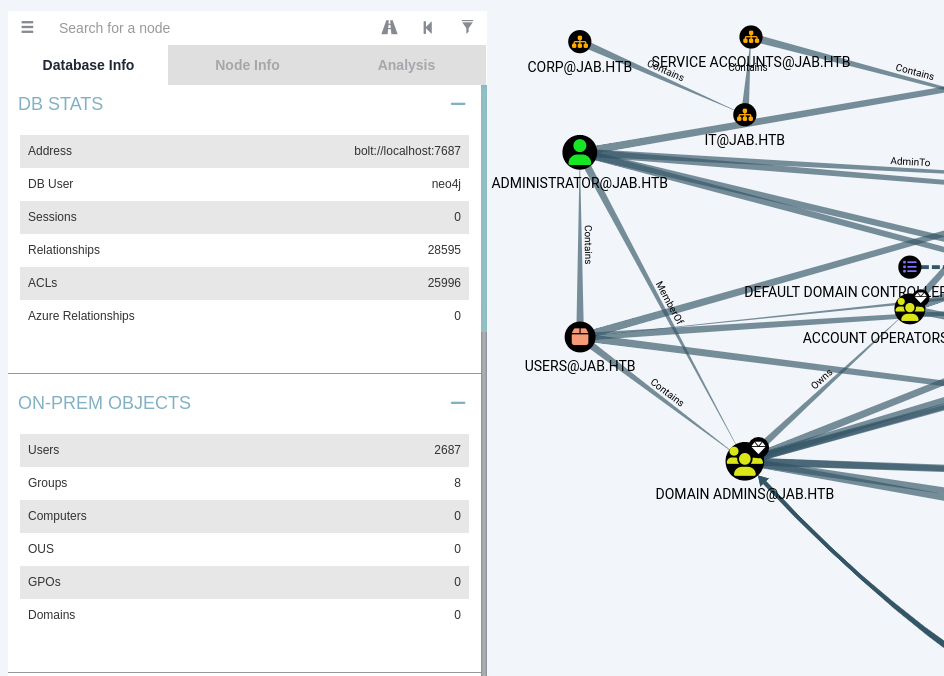 Search for a node
Database Info
Node Info
Analysis
DB STATS
Address bolt://localhost:7687
DB User neo4j
Sessions 0
Relationships 28595
ACLs 25996
Azure Relationships 0
ON-PREM OBJECTS
Users 2687
Groups 8
Computers 0
OUS 0
GPOs 0
Domains 0
CORP@JAB.HTB
SERVICE ACCOUNTS@JAB.HTB
Contains
Contains
Contains
IT@JAB.HTB
ADMINISTRATOR@JAB.HTB
AdminTo
Contains
MemberOf
DEFAULT DOMAIN CONTROLLER
ACCOUNT OPERATORS
USERS@JAB.HTB
Contains
Owns
DOMAIN ADMINS@JAB.HTB